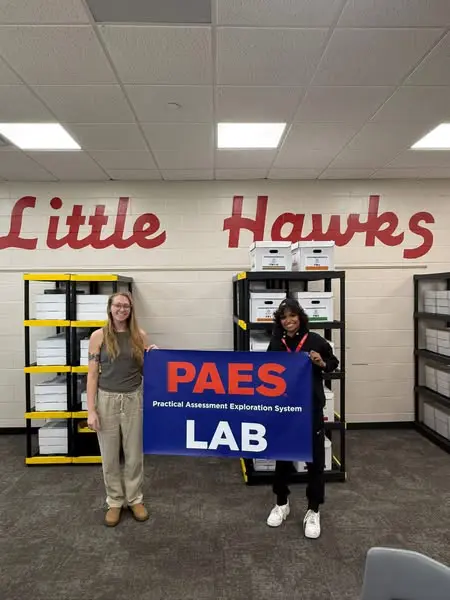 Little Hawks
PAES
Practical Assessment Exploration System
LAB